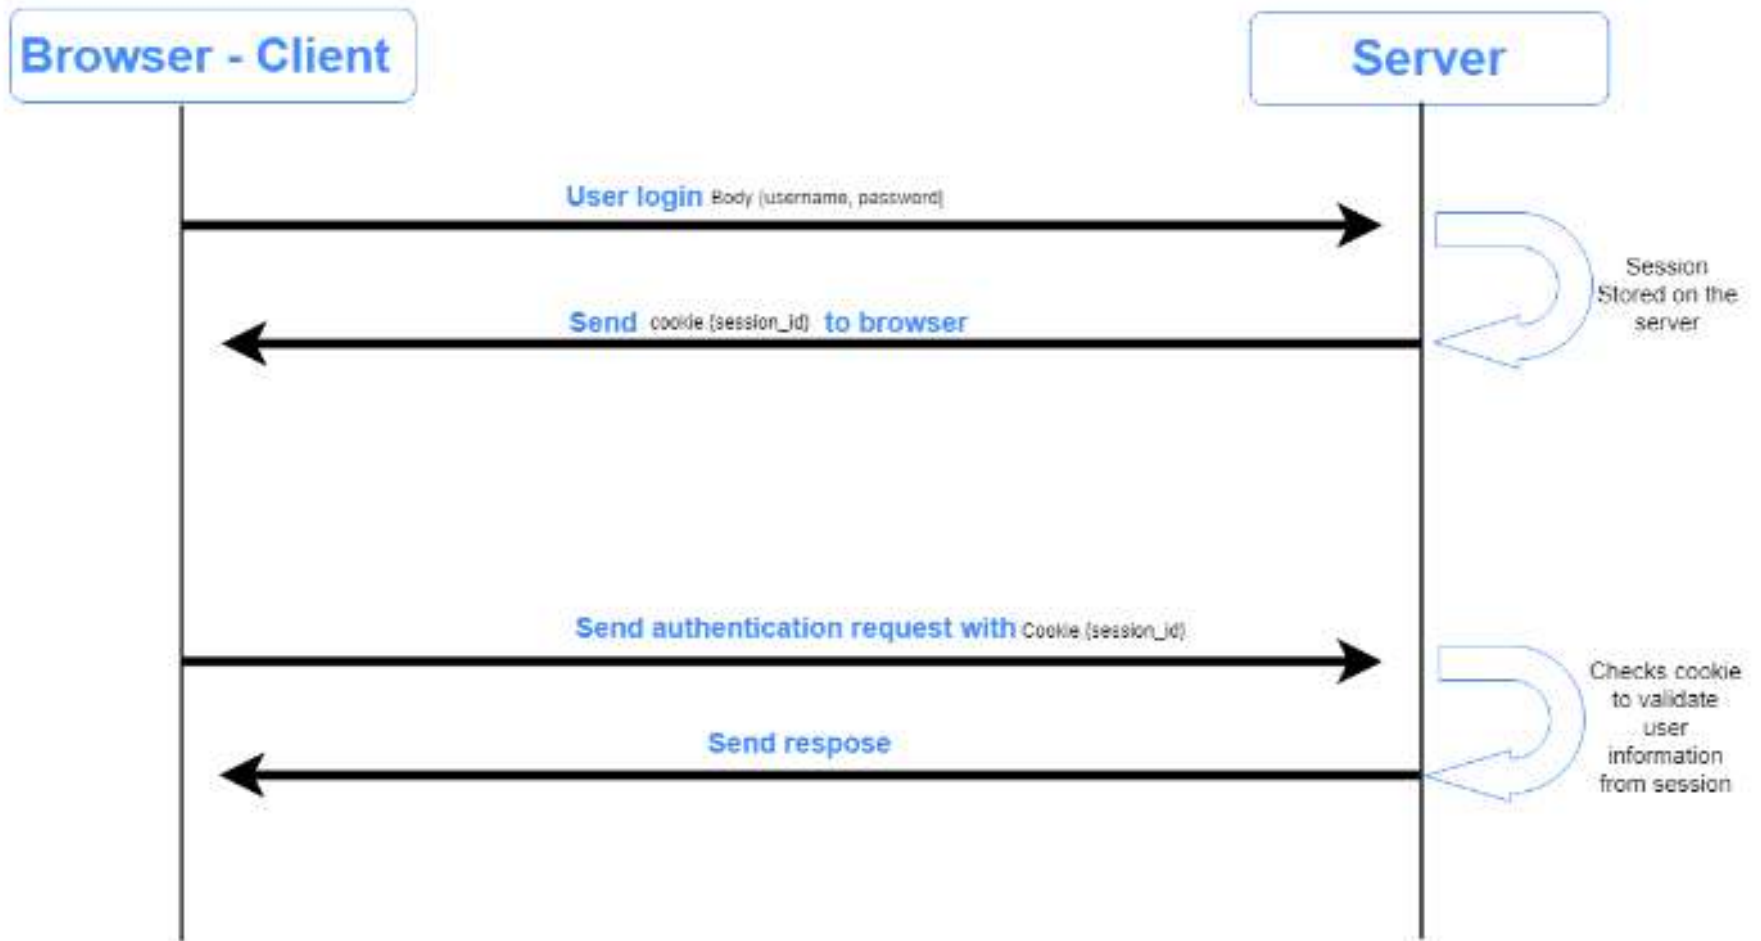 Browser - Client
Server
User login Body (username, password)
Session
Stored on the
server
Send cookie (session_id) to browser
Send authentication request with Cookie (session_id)
Checks cookie
to validate
user
information
from session
Send respose